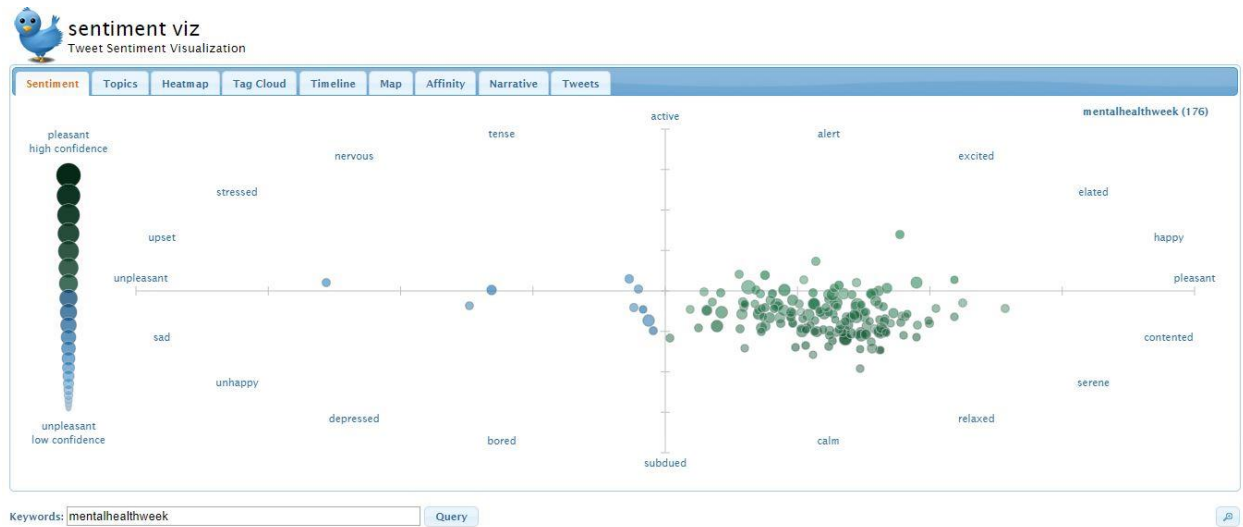 sentiment viz
Tweet Sentiment Visualization
Sentiment Topics Heatmap Tag Cloud Timeline Map Affinity Narrative Tweets
mentalhealthweek (176)
active
pleasant
high confidence
tense
alert
nervous
excited
stressed
elated
upset
happy
unpleasant
pleasant
sad
contented
unhappy
serene
depressed
relaxed
unpleasant
low confidence
bored
calm
subdued
Keywords: mentalhealthweek Query